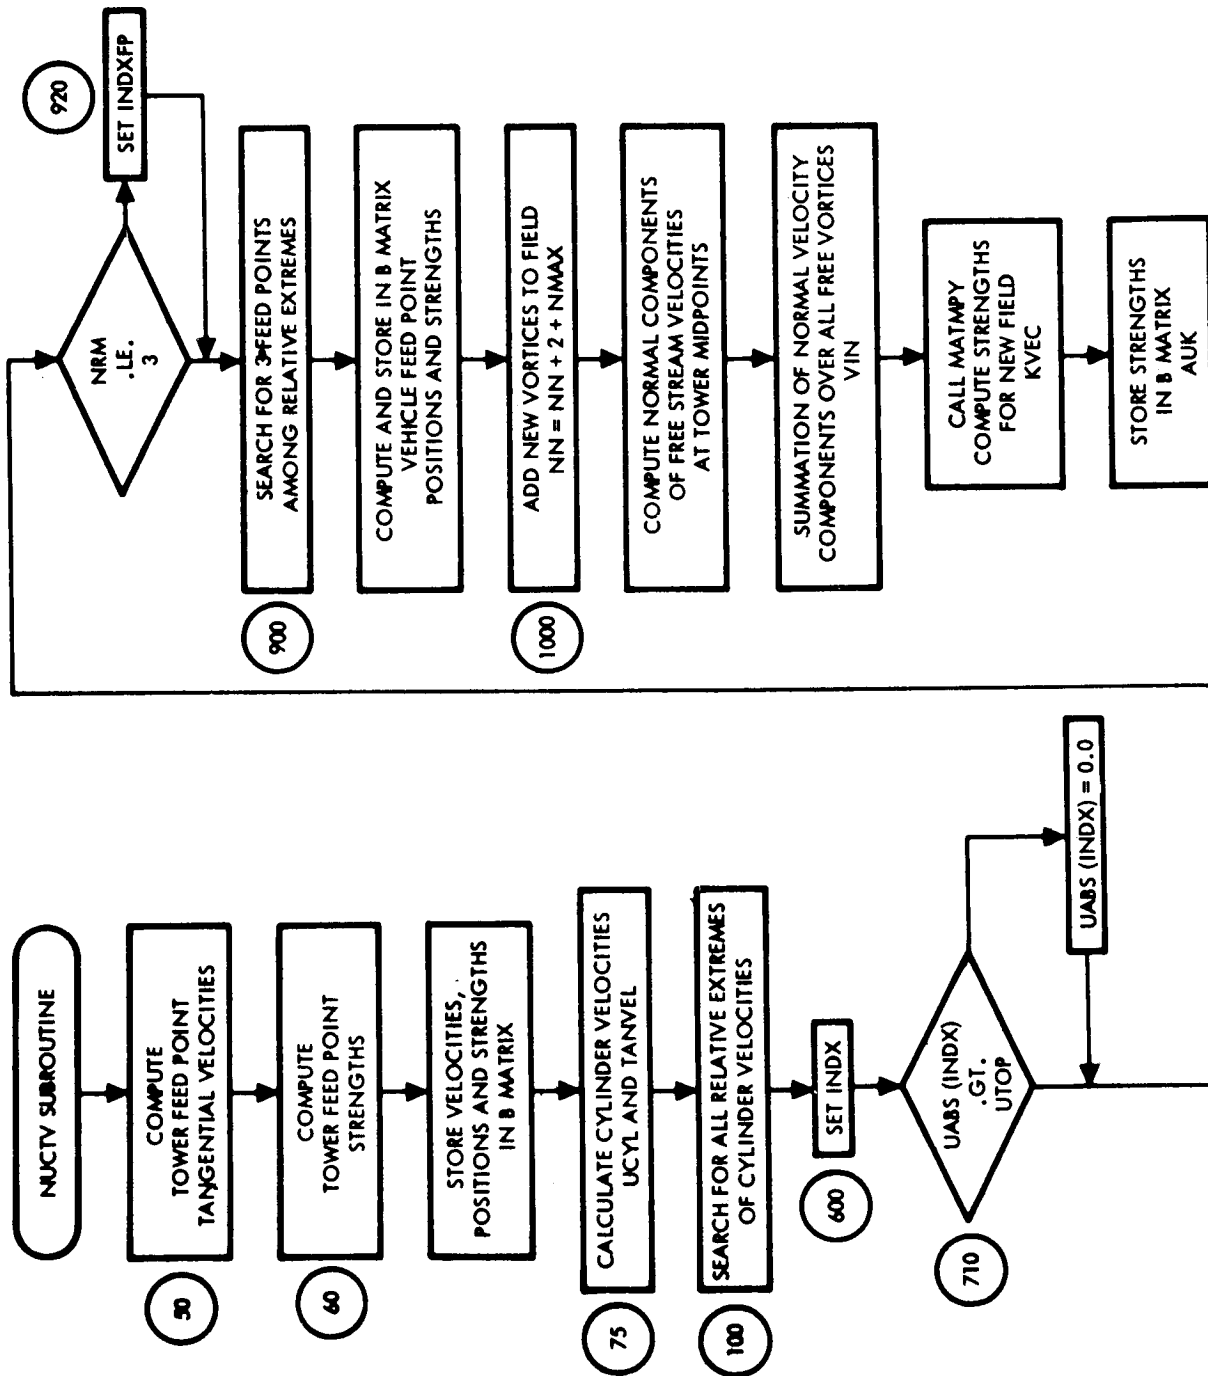 NUCTV SUBROUTINE
50
COMPUTE
TOWER FEED POINT
TANGENTIAL VELOCITIES
60
COMPUTE
TOWER FEED POINT
STRENGTHS
STORE VELOCITIES,
POSITIONS AND STRENGTHS
IN B MATRIX
75
CALCULATE CYLINDER VELOCITIES
UCYL AND TANVEL
100
SEARCH FOR ALL RELATIVE EXTREMES
OF CYLINDER VELOCITIES
600
SET INDX
710
UABS (INDX)
.GT.
UTOP
UABS (INDX) = 0.0
NRM
.LE.
3
920
SET INDXFP
900
SEARCH FOR 3 FEED POINTS
AMONG RELATIVE EXTREMES
COMPUTE AND STORE IN B MATRIX
VEHICLE FEED POINT
POSITIONS AND STRENGTHS
1000
ADD NEW VORTICES TO FIELD
NN = NN + 2 + NMAX
COMPUTE NORMAL COMPONENTS
OF FREE STREAM VELOCITIES
AT TOWER MIDPOINTS
SUMMATION OF NORMAL VELOCITY
COMPONENTS OVER ALL FREE VORTICES
VIN
CALL MATMPY
COMPUTE STRENGTHS
FOR NEW FIELD
KVEC
STORE STRENGTHS
IN B MATRIX
AUK